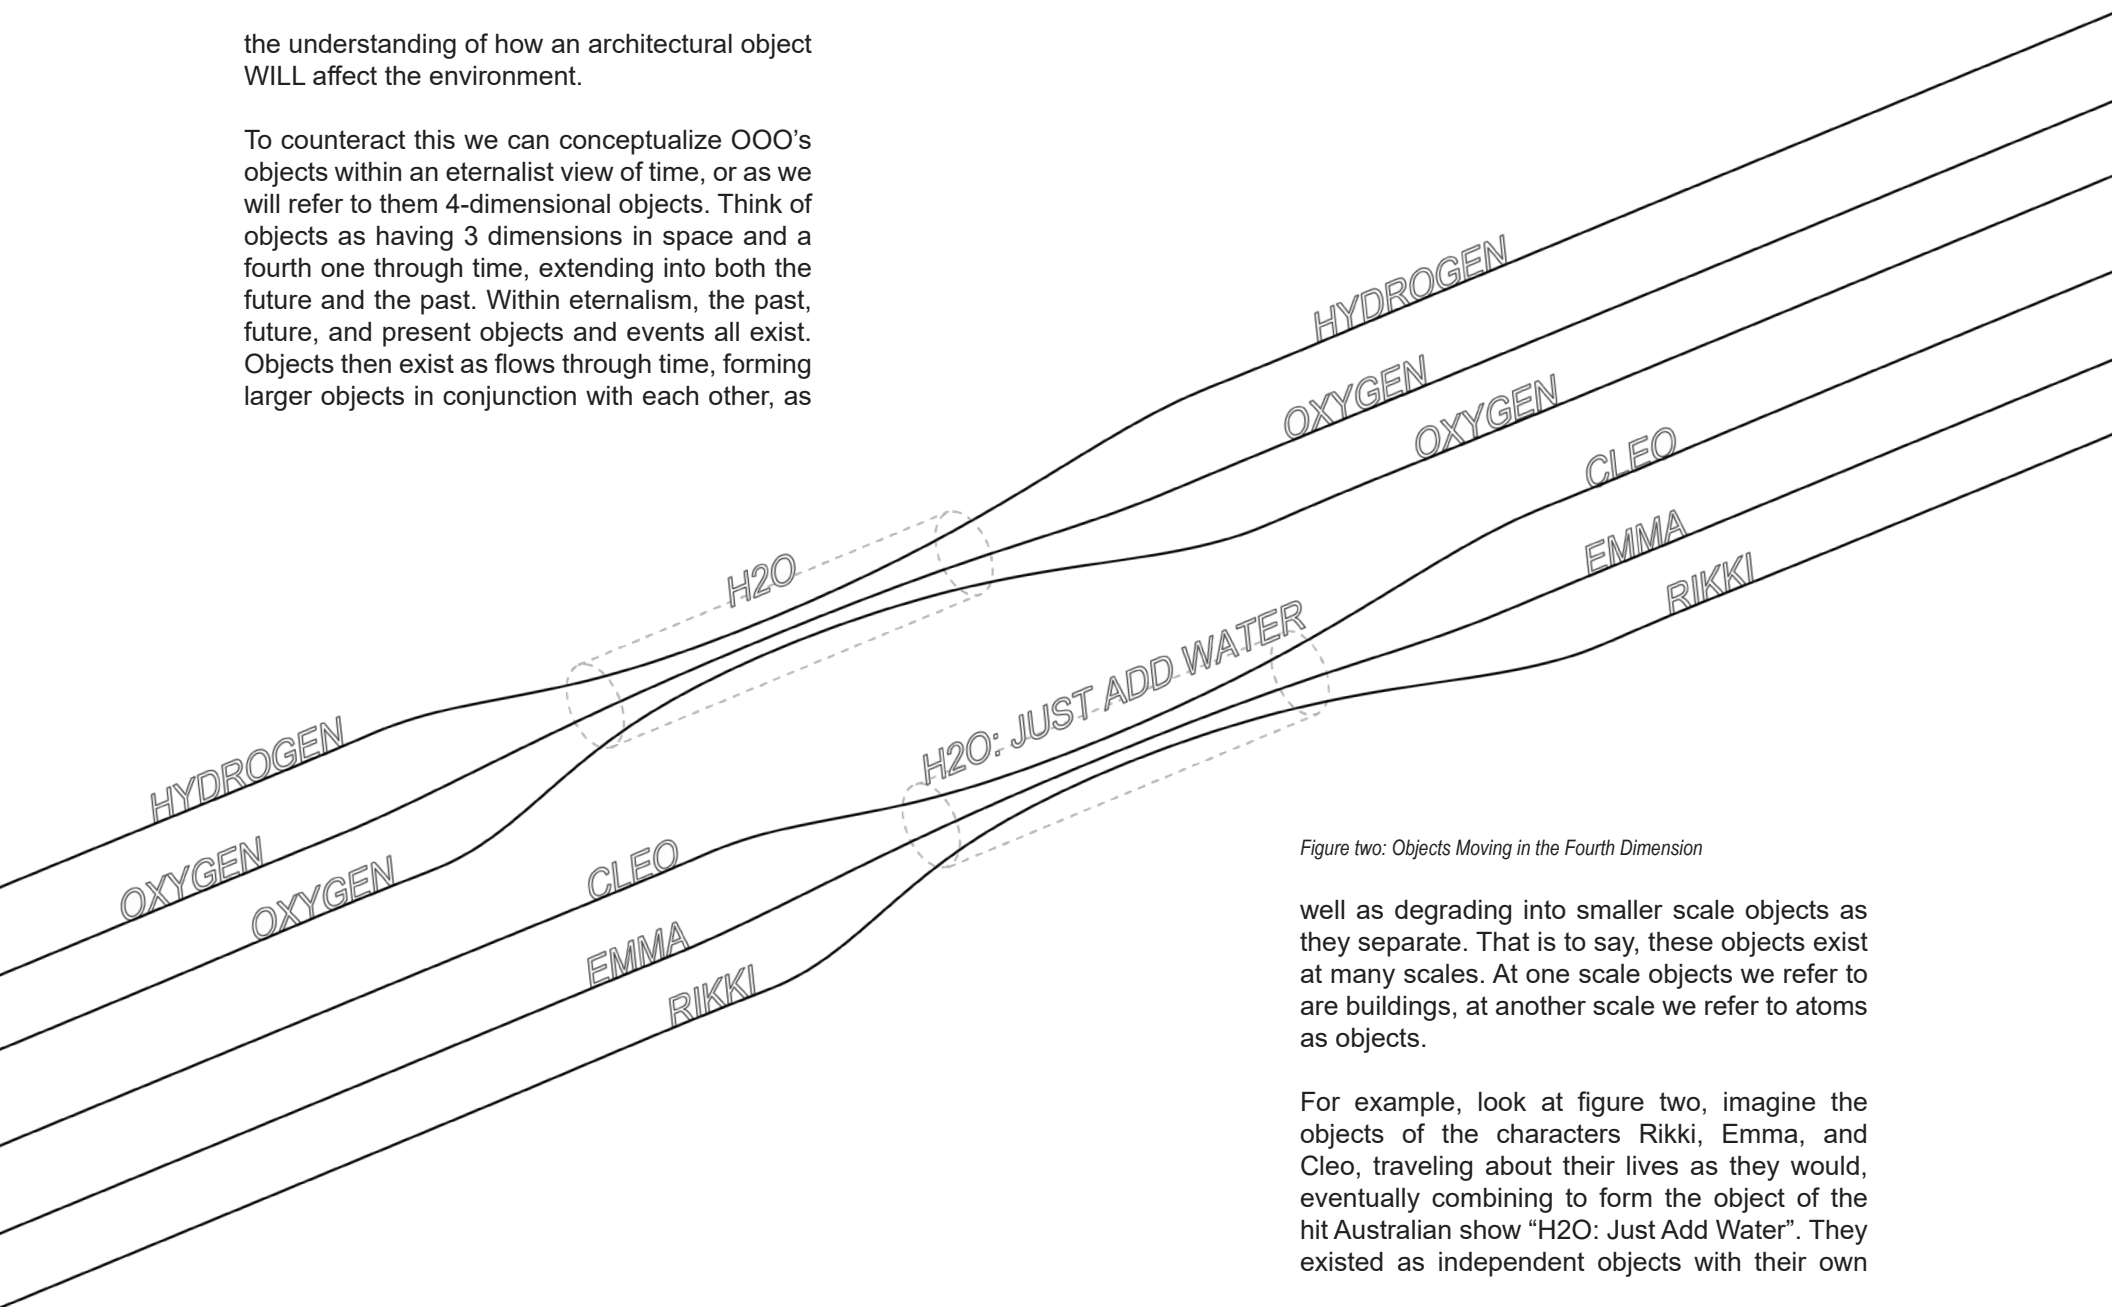 the understanding of how an architectural object
WILL affect the environment.
To counteract this we can conceptualize OOO’s
objects within an eternalist view of time, or as we
will refer to them 4-dimensional objects. Think of
objects as having 3 dimensions in space and a
fourth one through time, extending into both the
future and the past. Within eternalism, the past,
future, and present objects and events all exist.
Objects then exist as flows through time, forming
larger objects in conjunction with each other, as
HYDROGEN
OXYGEN
OXYGEN
CLEO
EMMA
RIKKI
H2O
H2O: JUST ADD WATER
HYDROGEN
OXYGEN
OXYGEN
CLEO
EMMA
RIKKI
Figure two: Objects Moving in the Fourth Dimension
well as degrading into smaller scale objects as
they separate. That is to say, these objects exist
at many scales. At one scale objects we refer to
are buildings, at another scale we refer to atoms
as objects.
For example, look at figure two, imagine the
objects of the characters Rikki, Emma, and
Cleo, traveling about their lives as they would,
eventually combining to form the object of the
hit Australian show “H2O: Just Add Water”. They
existed as independent objects with their own